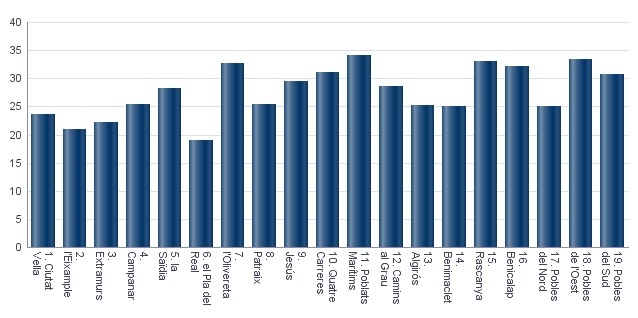 40
35
30
25
20
15
10
5
0
1. Ciutat
Vella
2.
l'Eixample
3.
Extramurs
4.
Campanar
5. la
Saïdia
6. el Pla del
Real
7.
l'Olivereta
8.
Patraix
9.
Jesús
10. Quatre
Carreres
11. Poblats
Marítims
12. Camins
al Grau
13.
Algirós
14.
Benimaclet
15.
Rascanya
16.
Benicalap
17. Pobles
del Nord
18. Pobles
de l'Oest
19. Pobles
del Sud